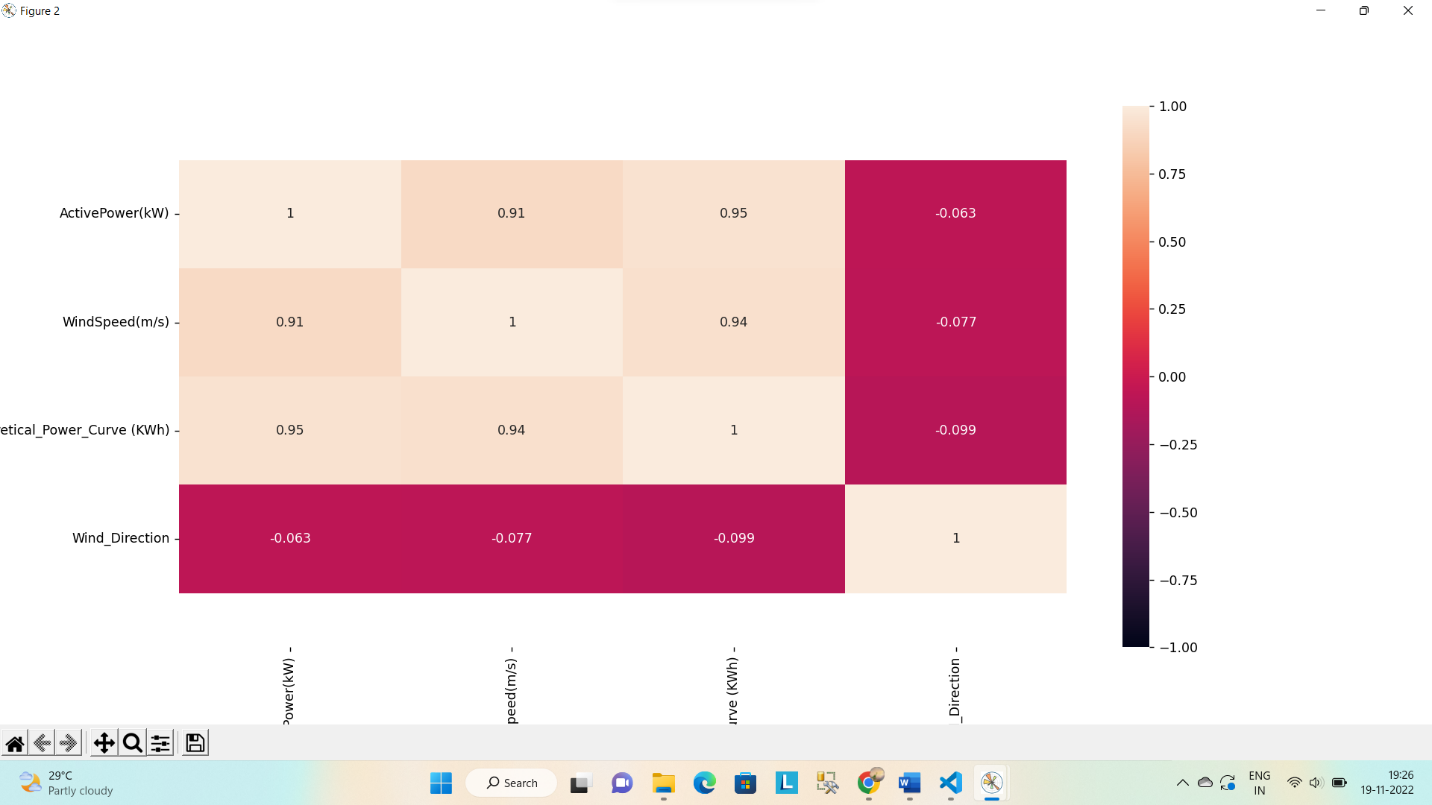 Figure 2
1.00
ActivePower(kW)
1 0.91 0.95 -0.063
0.75
0.50
WindSpeed(m/s)
0.91 1 0.94 -0.077
0.25
0.00
etical_Power_Curve (KWh)
0.95 0.94 1 -0.099
−0.25
−0.50
Wind_Direction
-0.063 -0.077 -0.099 1
−0.75
−1.00
Power(kW)
peed(m/s)
urve (KWh)
_Direction
29°C
Partly cloudy
Search
ENG
IN
19:26
19-11-2022